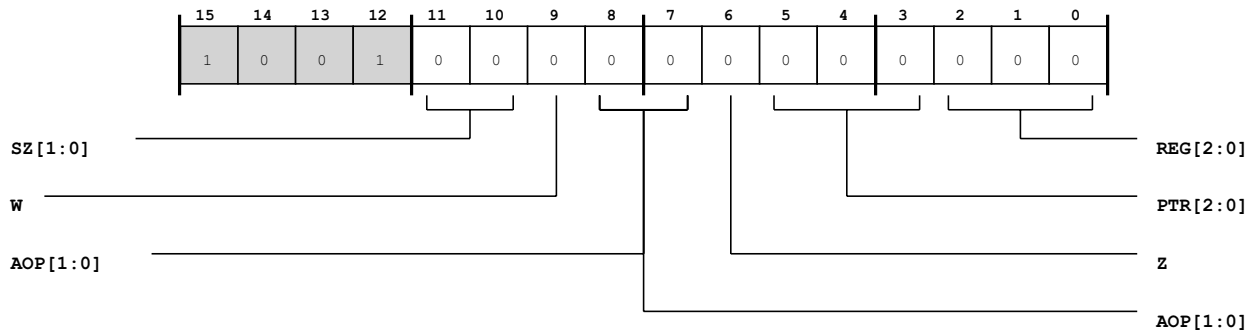 15 14 13 12 11 10 9 8 7 6 5 4 3 2 1 0
1 0 0 1 0 0 0 0 0 0 0 0 0 0 0 0
SZ[1:0] REG[2:0]
W PTR[2:0]
AOP[1:0] Z
AOP[1:0]